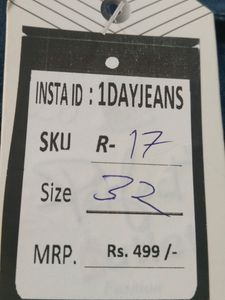 INSTA ID : 1DAYJEANS
SKU R- 17
Size 32
MRP. Rs. 499 /-